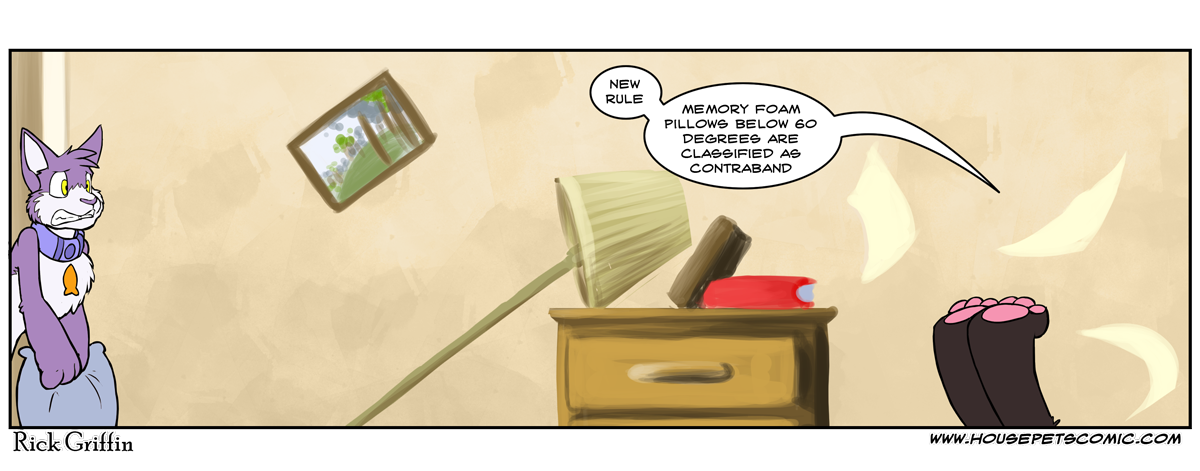 NEW
RULE
MEMORY FOAM
PILLOWS BELOW 60
DEGREES ARE
CLASSIFIED AS
CONTRABAND
Rick Griffin
WWW.HOUSEPETSCOMIC.COM